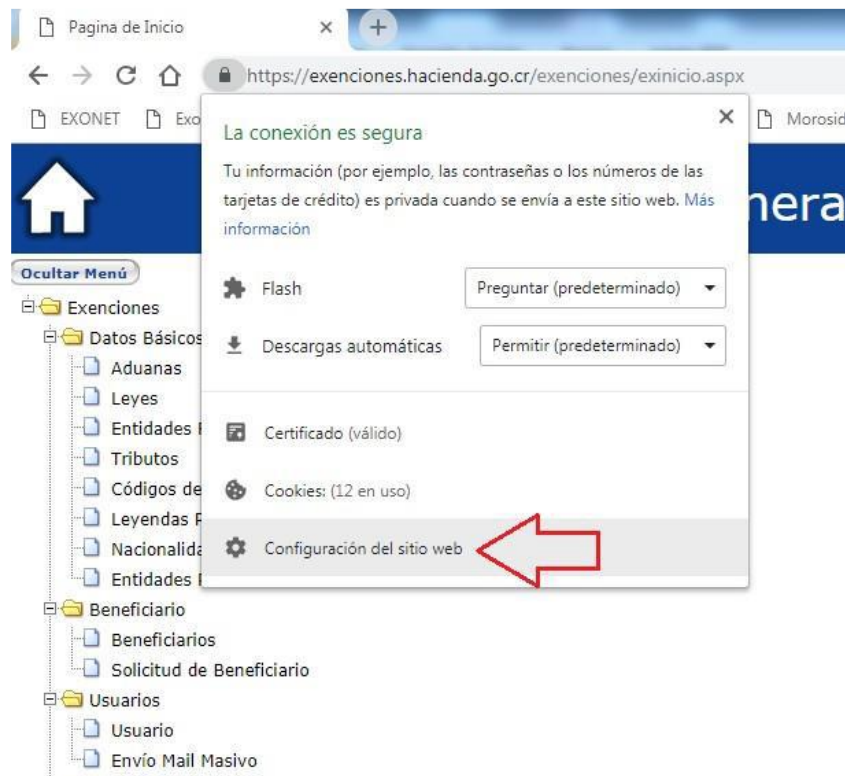 Pagina de Inicio
https://exenciones.hacienda.go.cr/exenciones/exinicio.aspx
EXONET
Exo
Morosid
La conexión es segura
Tu información (por ejemplo, las contraseñas o los números de las
tarjetas de crédito) es privada cuando se envía a este sitio web. Más
información
nera
Flash
Preguntar (predeterminado)
Descargas automáticas
Permitir (predeterminado)
Certificado (válido)
Cookies: (12 en uso)
Configuración del sitio web
Ocultar Menú
Exenciones
Datos Básicos
Aduanas
Leyes
Entidades
Tributos
Códigos de
Leyendas
Nacionalida
Entidades
Beneficiario
Beneficiarios
Solicitud de Beneficiario
Usuarios
Usuario
Envío Mail Masivo